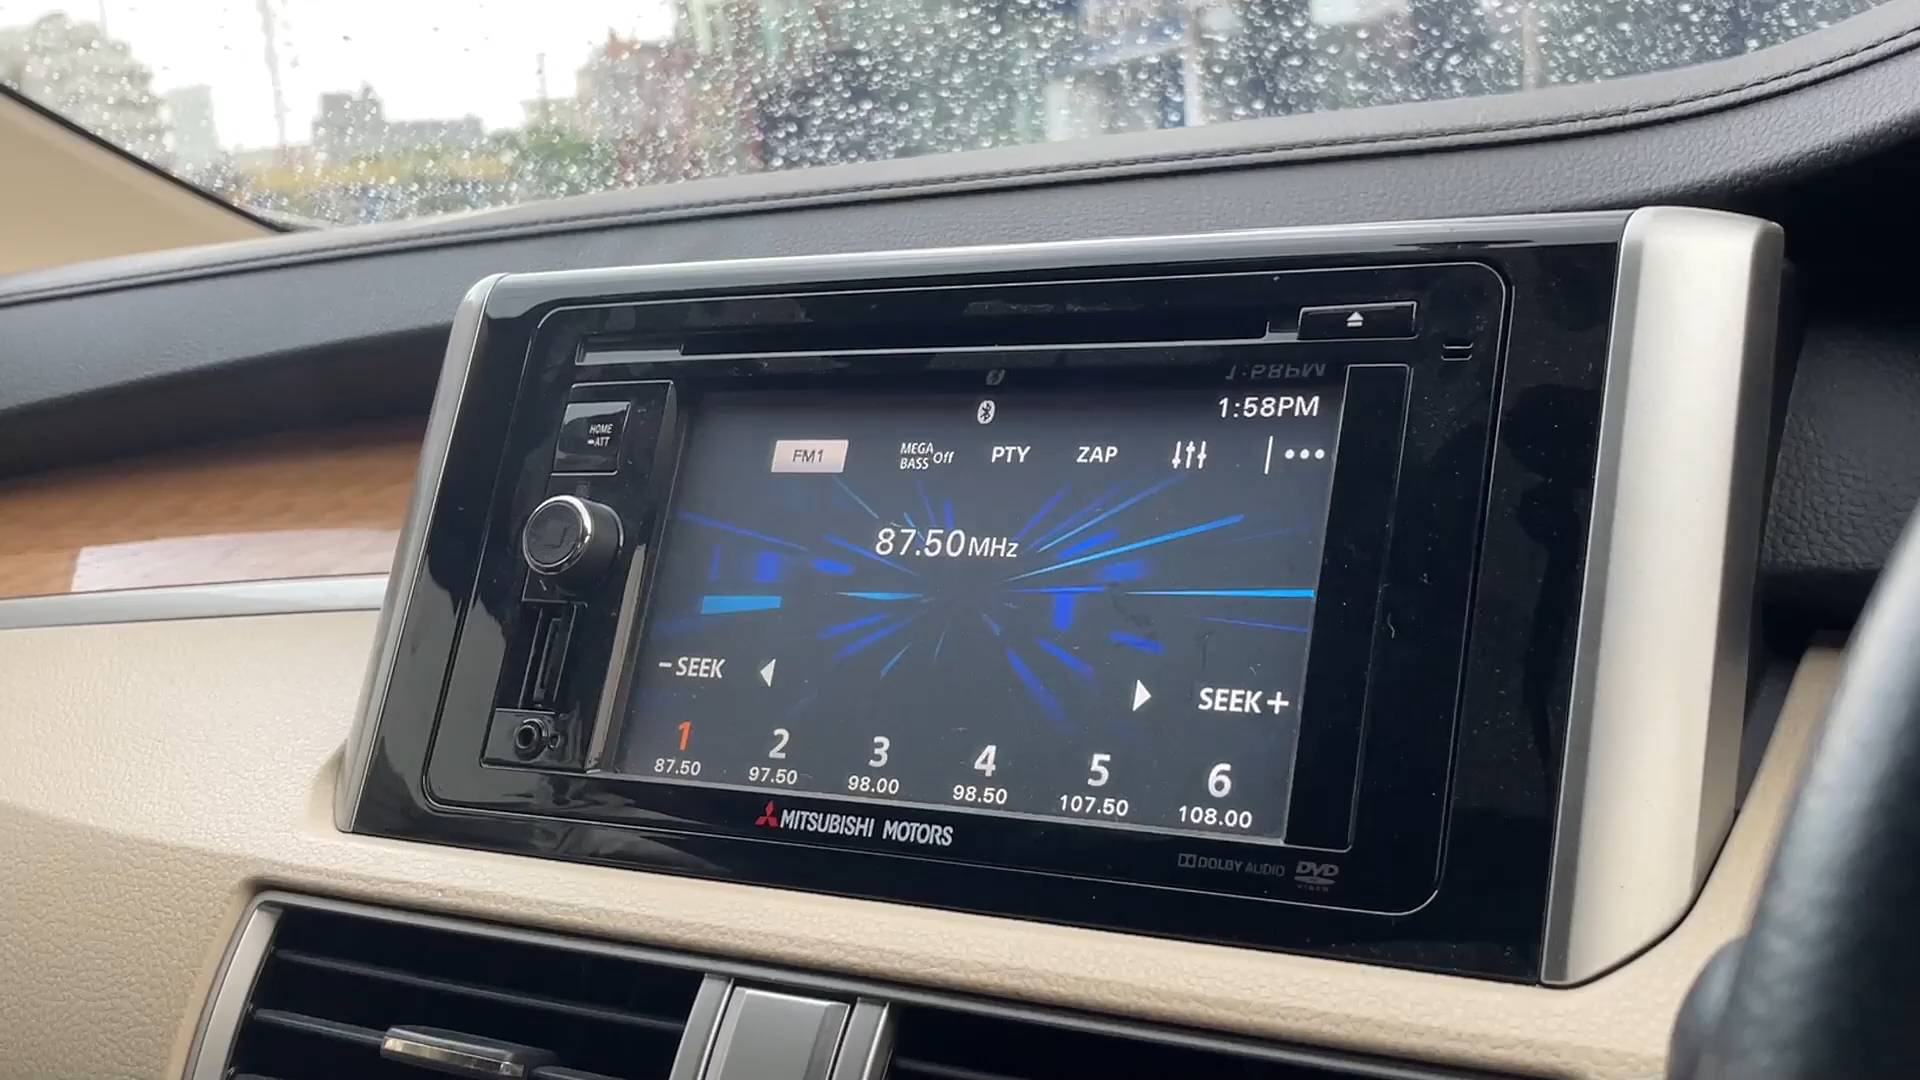 HOME
ATT
1:58PM
FM1
MEGA BASS Off
PTY
ZAP
87.50MHz
− SEEK
SEEK +
1 2 3 4 5 6
87.50 97.50 98.00 98.50 107.50 108.00
MITSUBISHI MOTORS
DOLBY AUDIO
DVD
VIDEO